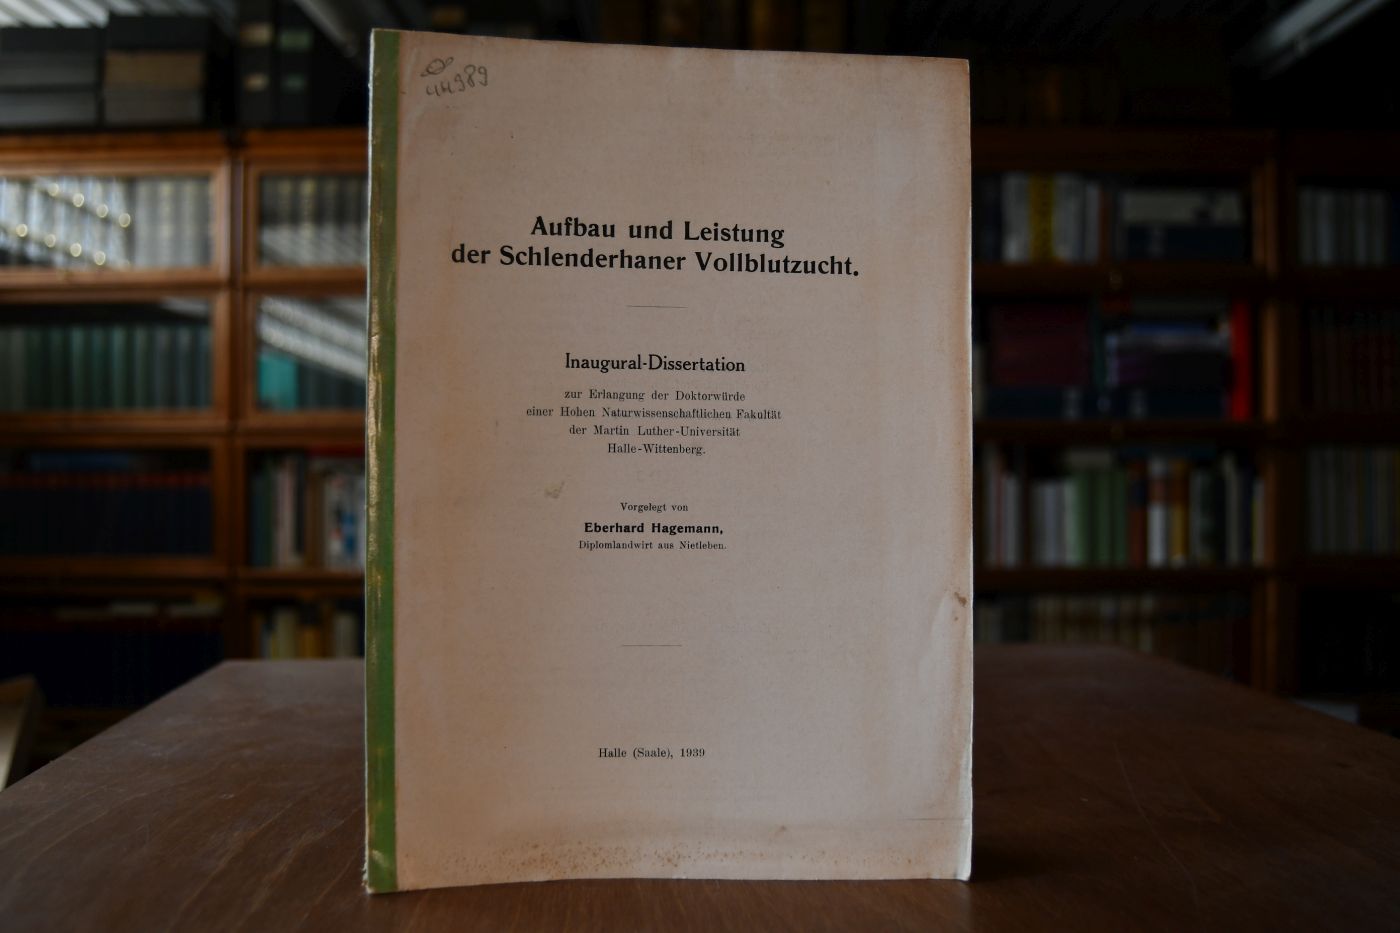 44989
Aufbau und Leistung
der Schlenderhaner Vollblutzucht.
Inaugural-Dissertation
zur Erlangung der Doktorwürde
einer Hohen Naturwissenschaftlichen Fakultät
der Martin Luther-Universität
Halle-Wittenberg.
Vorgelegt von
Eberhard Hagemann,
Diplomlandwirt aus Nietleben.
Halle (Saale), 1939